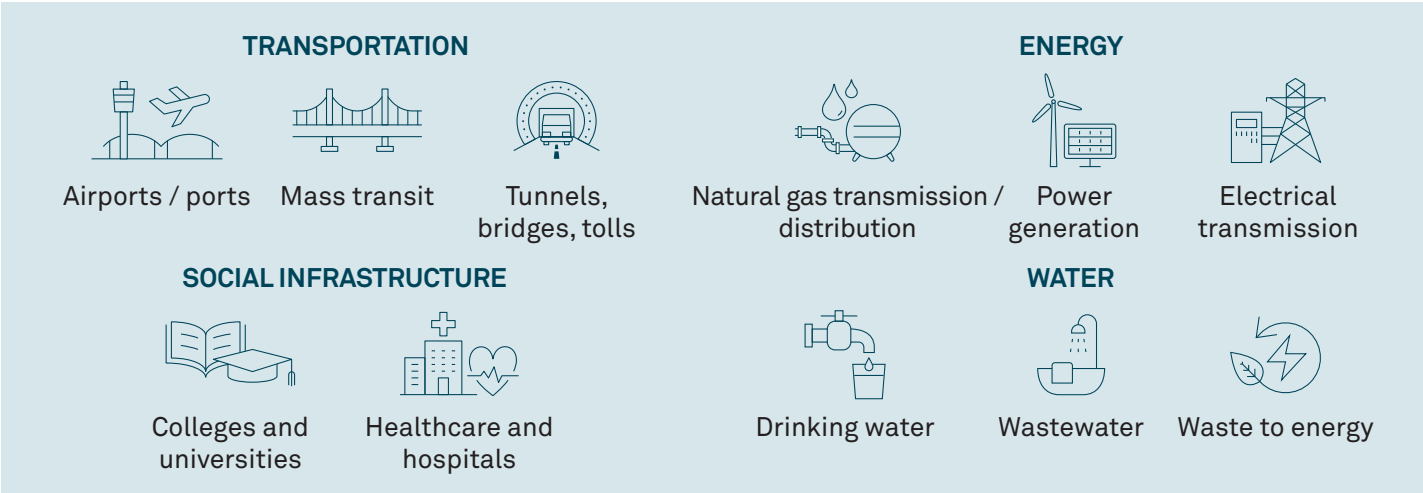 TRANSPORTATION
Airports / ports
Mass transit
Tunnels,
bridges, tolls
ENERGY
Natural gas transmission /
distribution
Power
generation
Electrical
transmission
SOCIAL INFRASTRUCTURE
Colleges and
universities
Healthcare and
hospitals
WATER
Drinking water
Wastewater
Waste to energy